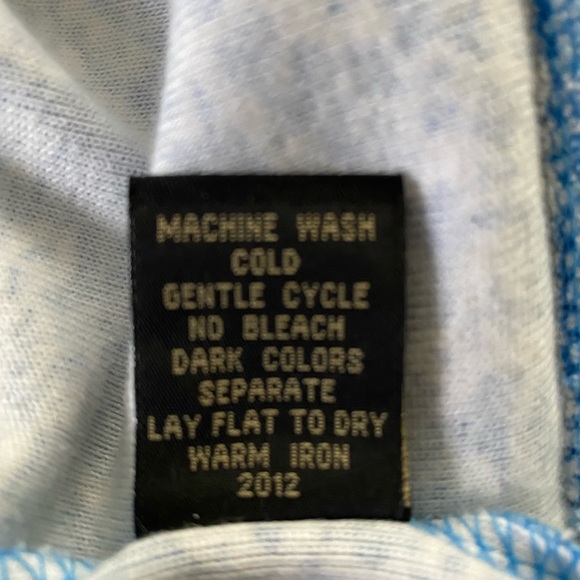 MACHINE WASH
COLD
GENTLE CYCLE
NO BLEACH
DARK COLORS
SEPARATE
LAY FLAT TO DRY
WARM IRON
2012